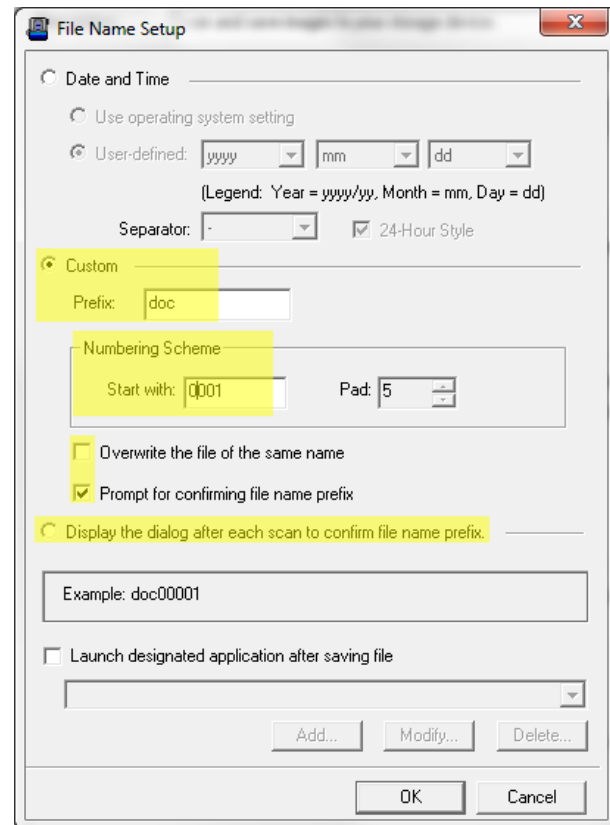 File Name Setup
Date and Time
Use operating system setting
User-defined: yyyy mm dd
(Legend: Year = yyyy/yy, Month = mm, Day = dd)
Separator: - 24-Hour Style
Custom
Prefix: doc
Numbering Scheme
Start with: 0001 Pad: 5
Overwrite the file of the same name
Prompt for confirming file name prefix
Display the dialog after each scan to confirm file name prefix.
Example: doc00001
Launch designated application after saving file
Add... Modify... Delete...
OK Cancel